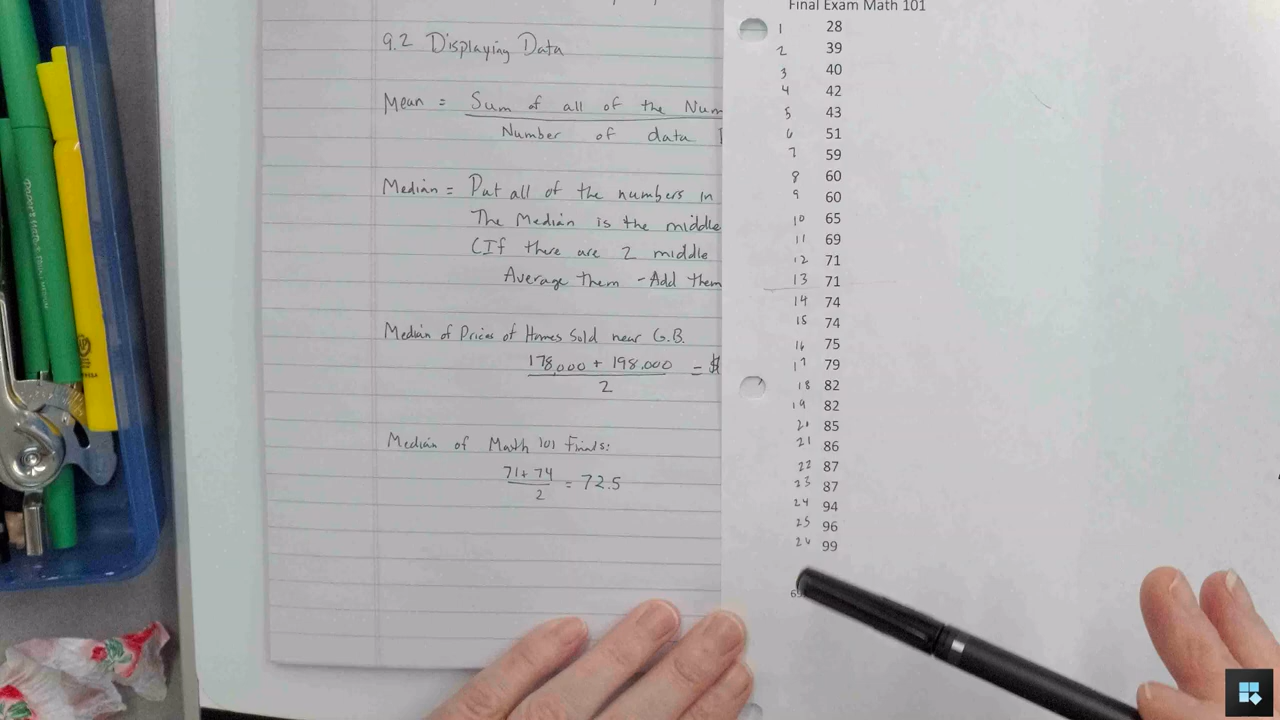 9.2 Displaying Data
Mean = Sum of all of the Num
Number of data
Median = Put all of the numbers in
The Median is the middle
(If there are 2 middle
Average them - Add them
Median of Prices of Homes Sold near G.B.
178,000 + 198,000 = $
2
Median of Math 101 Finals:
71 + 74 = 72.5
2
Final Exam Math 101
1 28
2 39
3 40
4 42
5 43
6 51
7 59
8 60
9 60
10 65
11 69
12 71
13 71
14 74
15 74
16 75
17 79
18 82
19 82
20 85
21 86
22 87
23 87
24 94
25 96
26 99